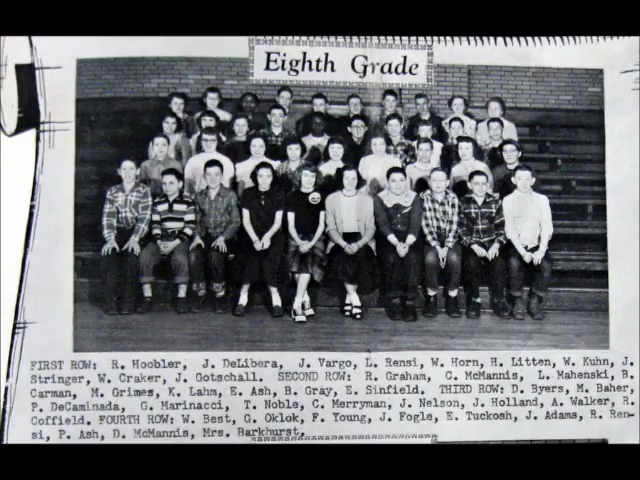 Eighth Grade
FIRST ROW: R. Hoobler, J. DeLibera, J. Vargo, L. Rensi, W. Horn, H. Litten, W. Kuhn, J.
Stringer, W. Craker, J. Gotschall. SECOND ROW: R. Graham, C. McMannis, L. Mahenski, B.
Carman, M. Grimes, K. Lahm, E. Ash, B. Gray, E. Sinfield. THIRD ROW: D. Byers, M. Baher,
P. DeCaminada, G. Marinacci, T. Noble, C. Merryman, J. Nelson, J. Holland, A. Walker, R.
Coffield. FOURTH ROW: W. Best, G. Oklok, F. Young, J. Fogle, E. Tuckosh, J. Adams, R. Ren-
si, P. Ash, D. McMannis, Mrs. Barkhurst.